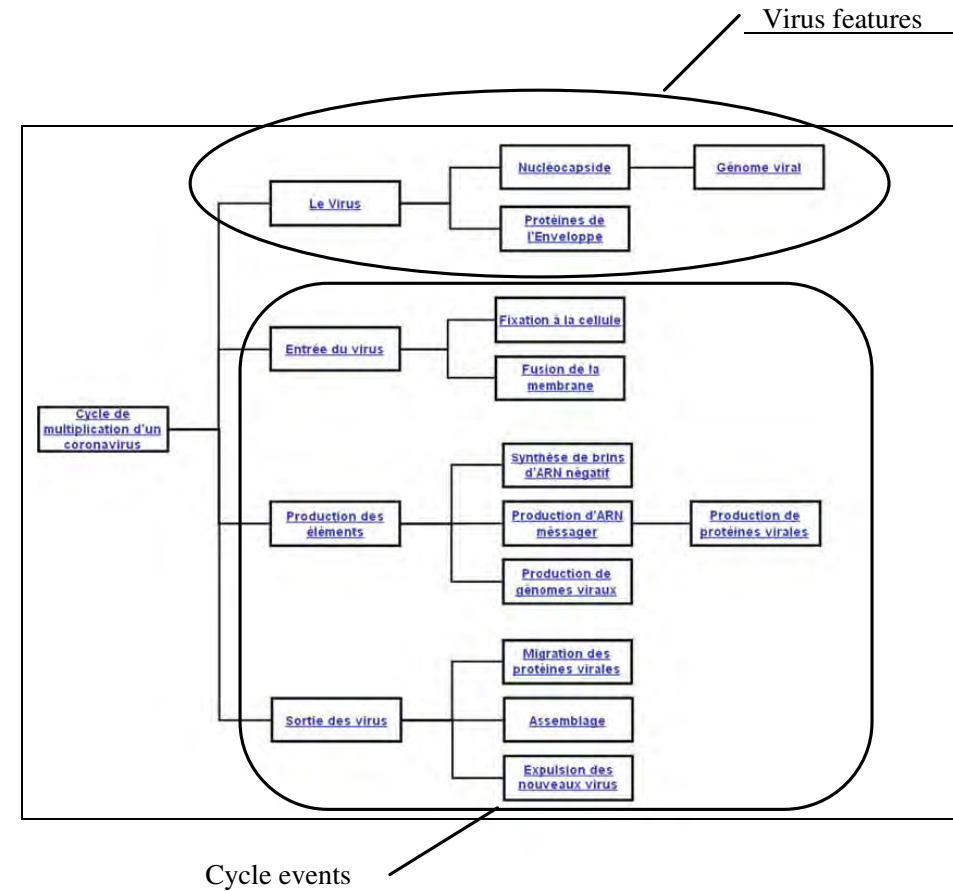 Virus features
Nucléocapside
Génome viral
Le Virus
Protéines de
l'Enveloppe
Fixation à la cellule
Entrée du virus
Fusion de la
membrane
Cycle de
multiplication d'un
coronavirus
Synthèse de brins
d'ARN négatif
Production des
éléments
Production d'ARN
méssager
Production de
protéines virales
Production de
génomes viraux
Migration des
protéines virales
Sortie des virus
Assemblage
Expulsion des
nouveaux virus
Cycle events